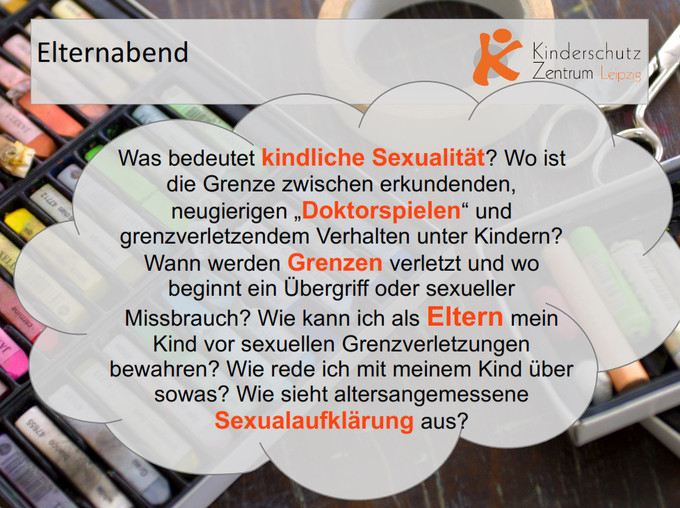 Elternabend
Kinderschutz
Zentrum Leipzig
Was bedeutet kindliche Sexualität? Wo ist
die Grenze zwischen erkundenden,
neugierigen „Doktorspielen“ und
grenzverletzendem Verhalten unter Kindern?
Wann werden Grenzen verletzt und wo
beginnt ein Übergriff oder sexueller
Missbrauch? Wie kann ich als Eltern mein
Kind vor sexuellen Grenzverletzungen
bewahren? Wie rede ich mit meinem Kind über
sowas? Wie sieht altersangemessene
Sexualaufklärung aus?